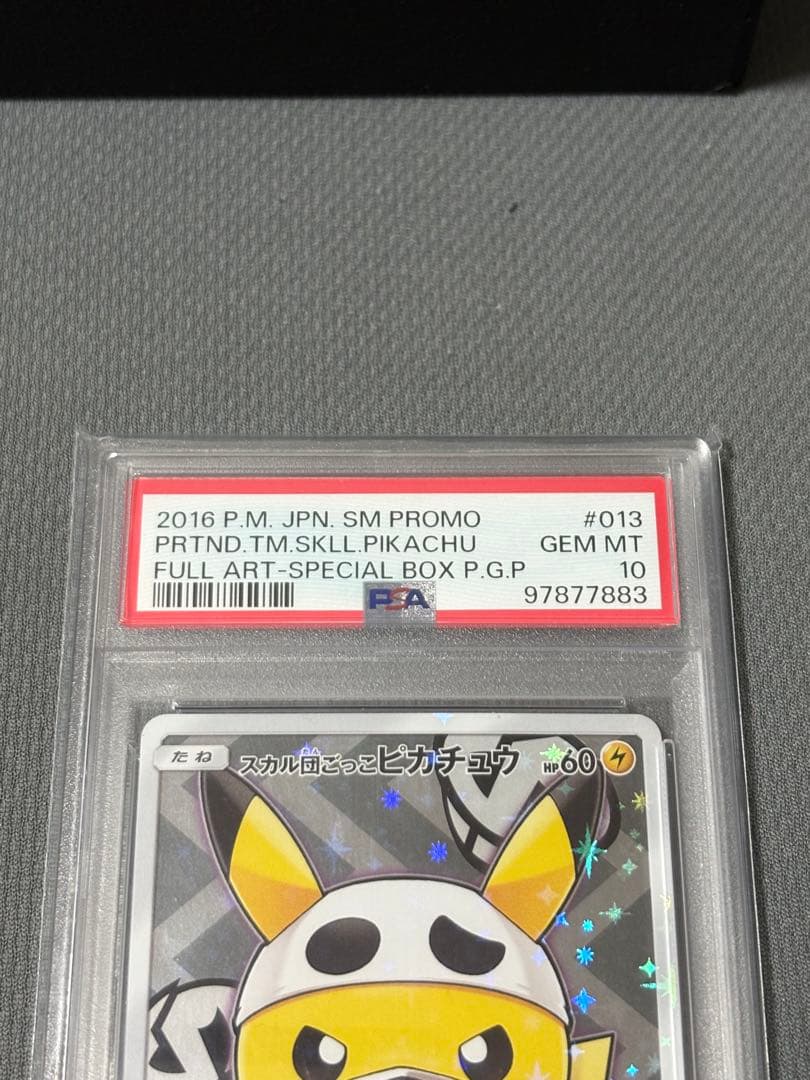 2016 P.M. JPN. SM PROMO #013
PRTND.TM.SKLL.PIKACHU GEM MT
FULL ART-SPECIAL BOX P.G.P 10
PSA 97877883
たね スカル団ごっこピカチュウ HP60